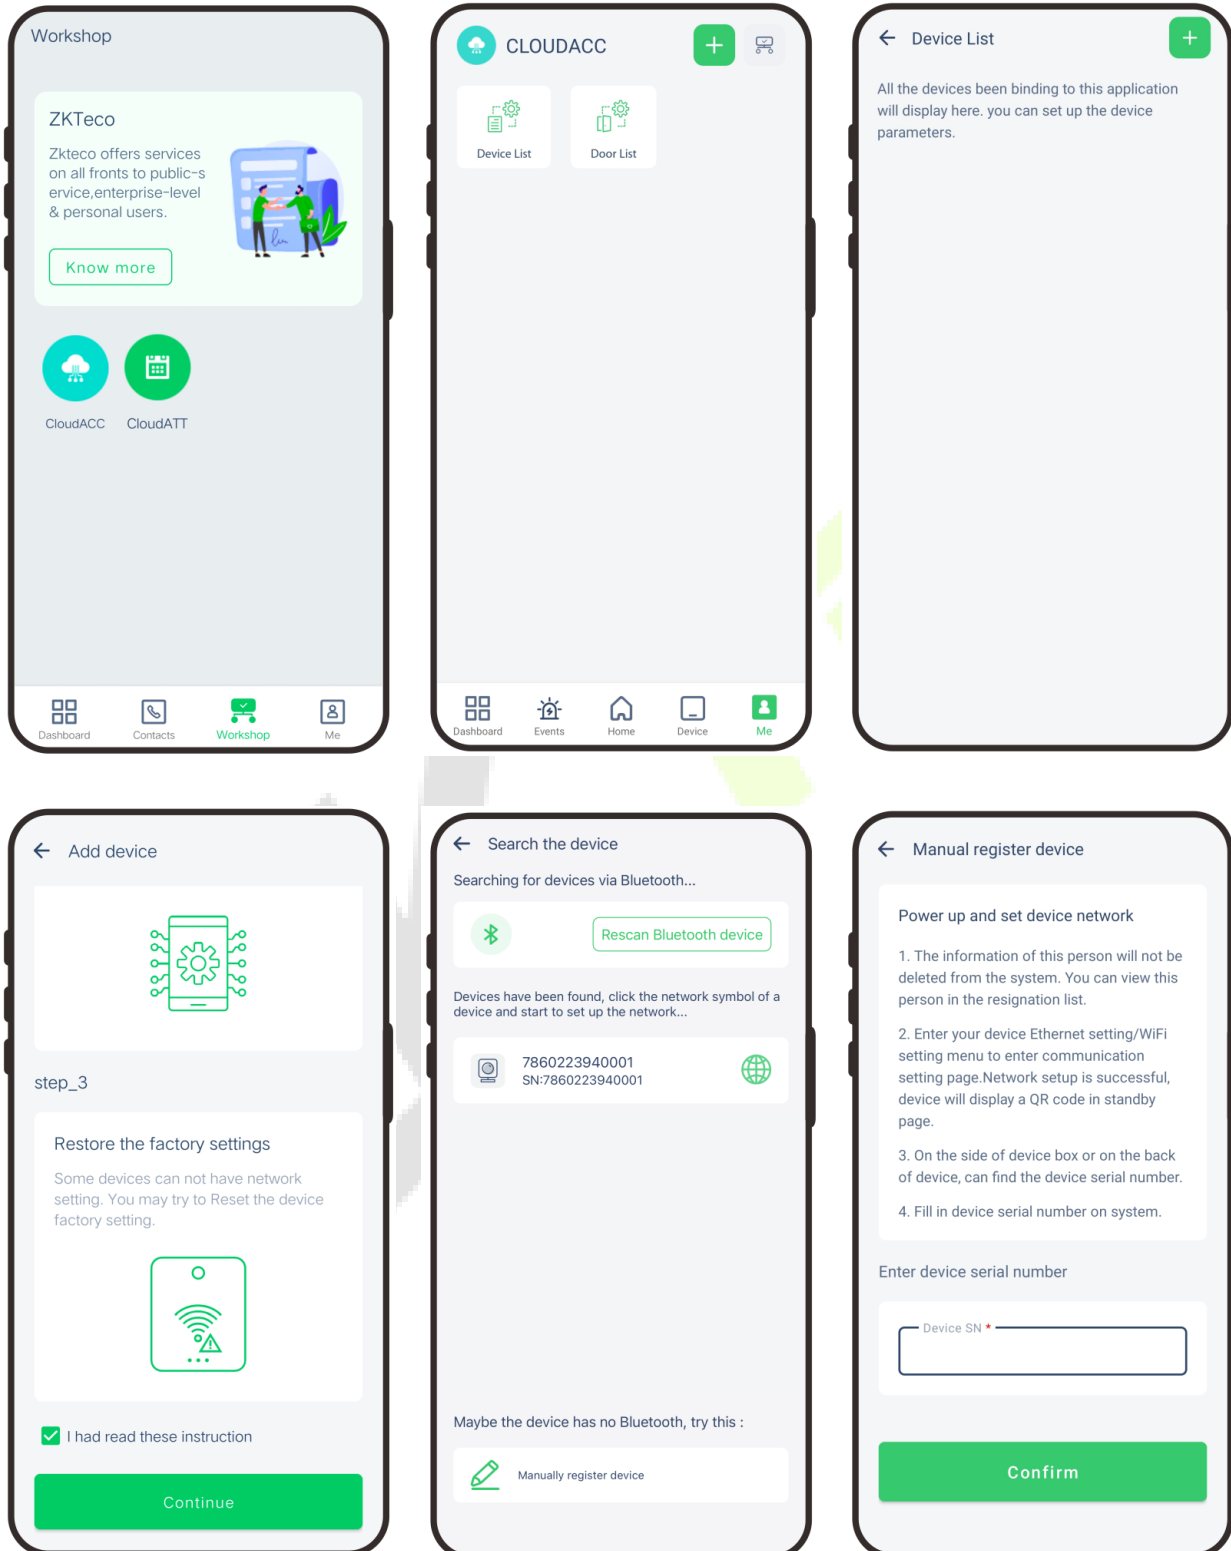 Workshop
ZKTeco
Zkteco offers services
on all fronts to public-s
ervice,enterprise-level
& personal users.
Know more
CloudACC
CloudATT
Dashboard
Contacts
Workshop
Me
CLOUDACC
Device List
Door List
Dashboard
Events
Home
Device
Me
Device List
All the devices been binding to this application
will display here. you can set up the device
parameters.
Add device
step_3
Restore the factory settings
Some devices can not have network
setting. You may try to Reset the device
factory setting.
I had read these instruction
Continue
Search the device
Searching for devices via Bluetooth...
Rescan Bluetooth device
Devices have been found, click the network symbol of a
device and start to set up the network...
7860223940001
SN:7860223940001
Maybe the device has no Bluetooth, try this :
Manually register device
Manual register device
Power up and set device network
1. The information of this person will not be
deleted from the system. You can view this
person in the resignation list.
2. Enter your device Ethernet setting/WiFi
setting menu to enter communication
setting page.Network setup is successful,
device will display a QR code in standby
page.
3. On the side of device box or on the back
of device, can find the device serial number.
4. Fill in device serial number on system.
Enter device serial number
Device SN *
Confirm